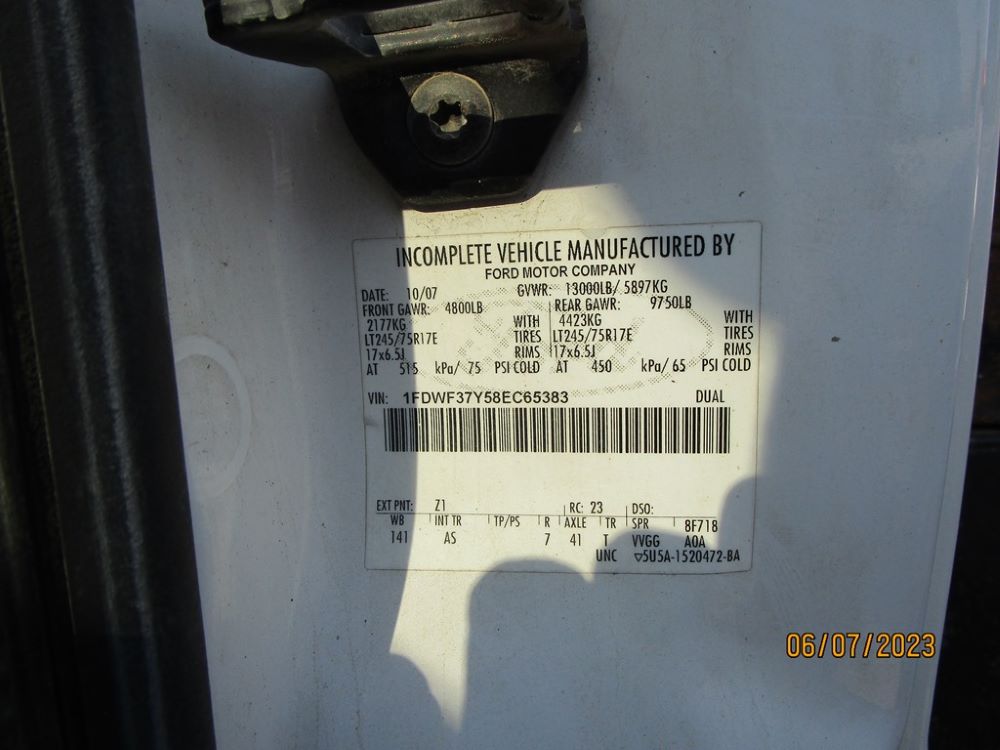 INCOMPLETE VEHICLE MANUFACTURED BY
FORD MOTOR COMPANY
DATE: 10/07 GVWR: 13000LB/ 5897KG
FRONT GAWR: 4800LB REAR GAWR: 9750LB
2177KG WITH 4423KG WITH
LT245/75R17E TIRES LT245/75R17E TIRES
17x6.5J RIMS 17x6.5J RIMS
AT 515 kPa/ 75 PSI COLD AT 450 kPa/ 65 PSI COLD
VIN: 1FDWF37Y58EC65383 DUAL
EXT PNT: Z1 RC: 23 DSO:
WB INT TR TP/PS R AXLE TR SPR 8F718
141 AS 7 41 T VVGG A0A
UNC ▽5U5A-1520472-BA
06/07/2023